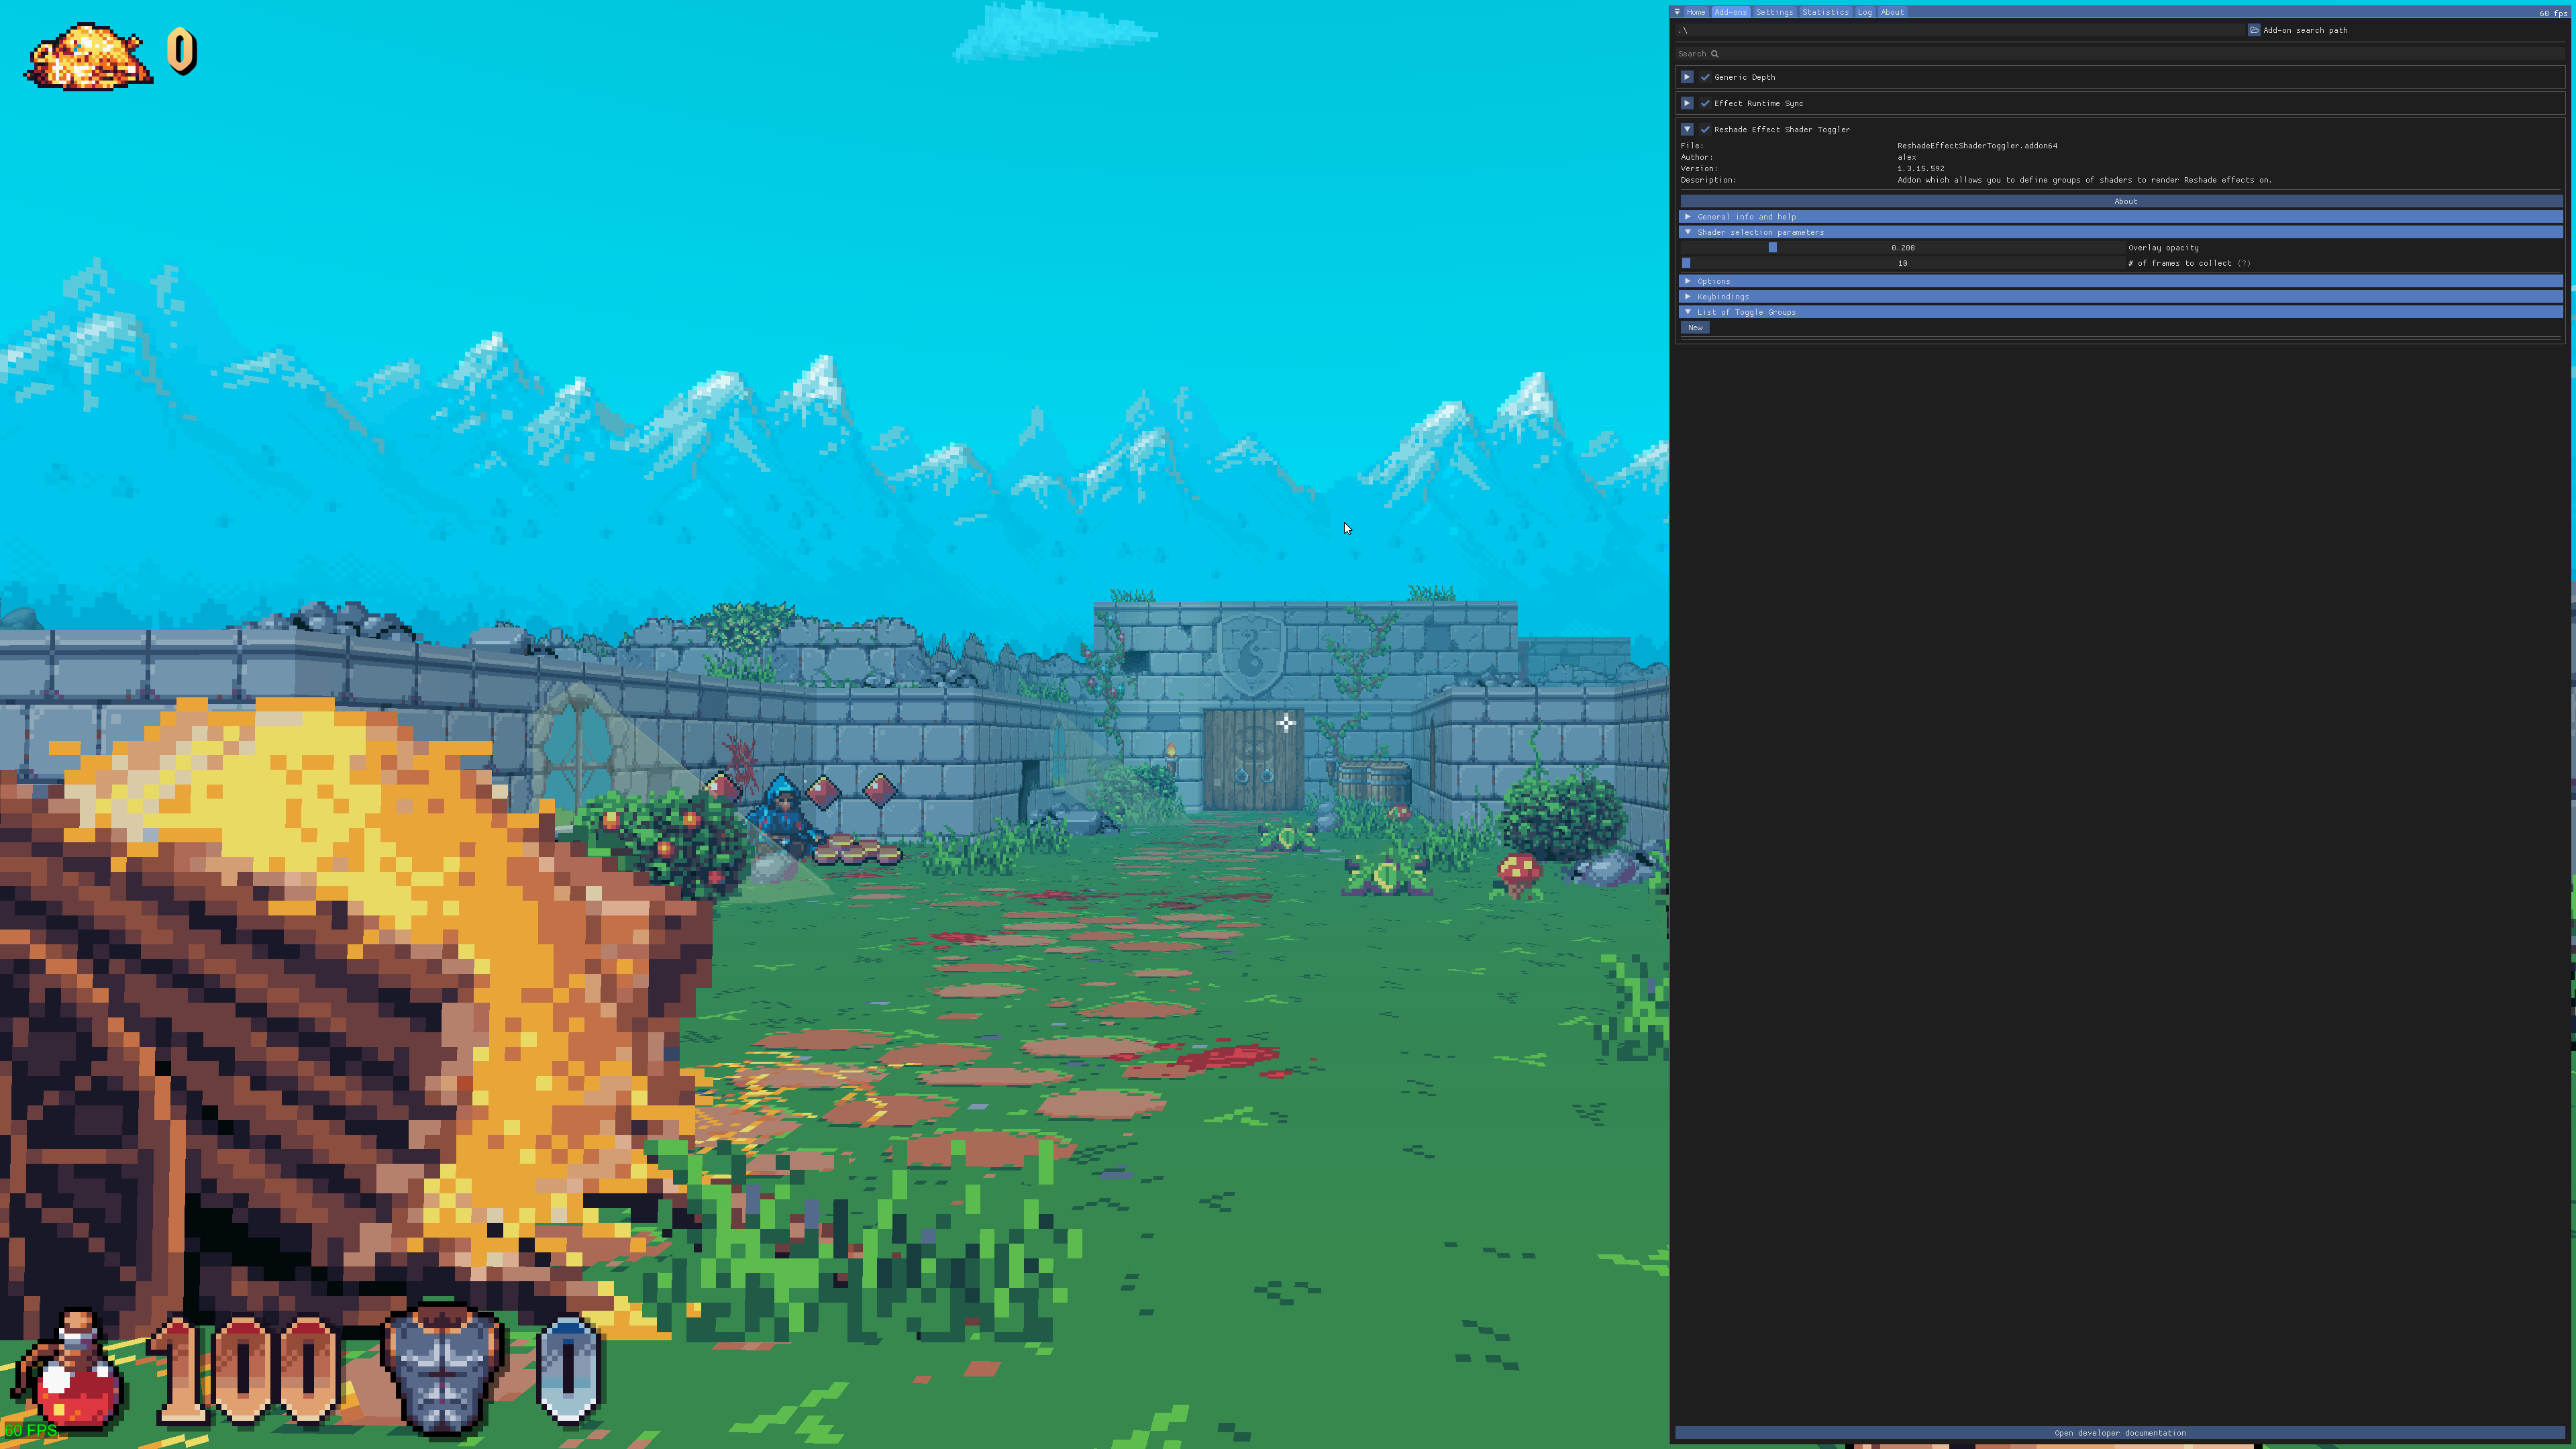 0
Home Add-ons Settings Statistics Log About 60 fps
.\ Add-on search path
Search
Generic Depth
Effect Runtime Sync
Reshade Effect Shader Toggler
File: ReshadeEffectShaderToggler.addon64
Author: alex
Version: 1.3.15.592
Description: Addon which allows you to define groups of shaders to render Reshade effects on.
About
General info and help
Shader selection parameters
0.200 Overlay opacity
10 # of frames to collect (?)
Options
Keybindings
List of Toggle Groups
New
100 0
60 FPS
Open developer documentation